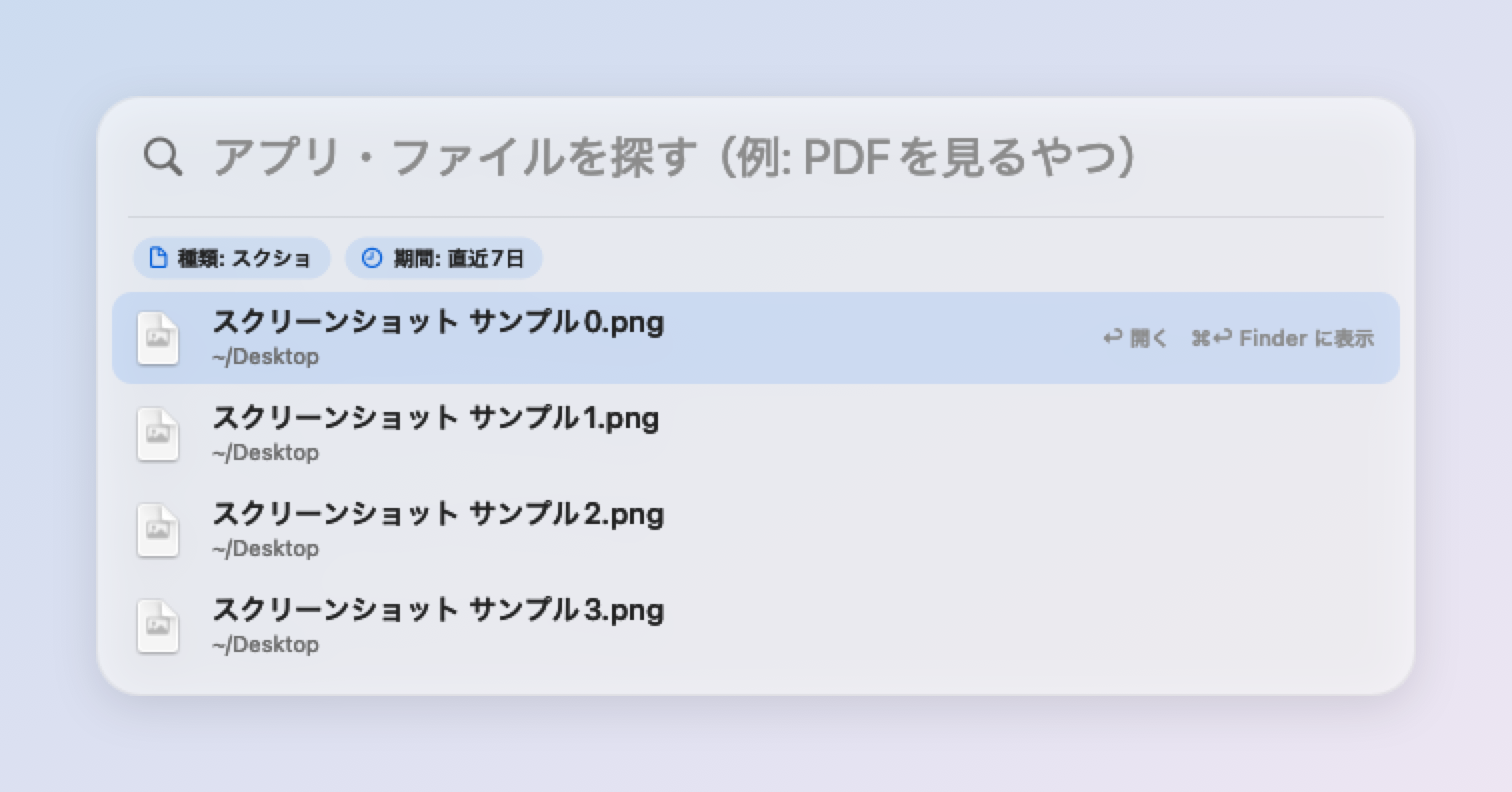 アプリ・ファイルを探す（例: PDFを見るやつ）
種類: スクショ 期間: 直近7日
スクリーンショット サンプル0.png
~/Desktop
↩ 開く ⌘↩ Finder に表示
スクリーンショット サンプル1.png
~/Desktop
スクリーンショット サンプル2.png
~/Desktop
スクリーンショット サンプル3.png
~/Desktop